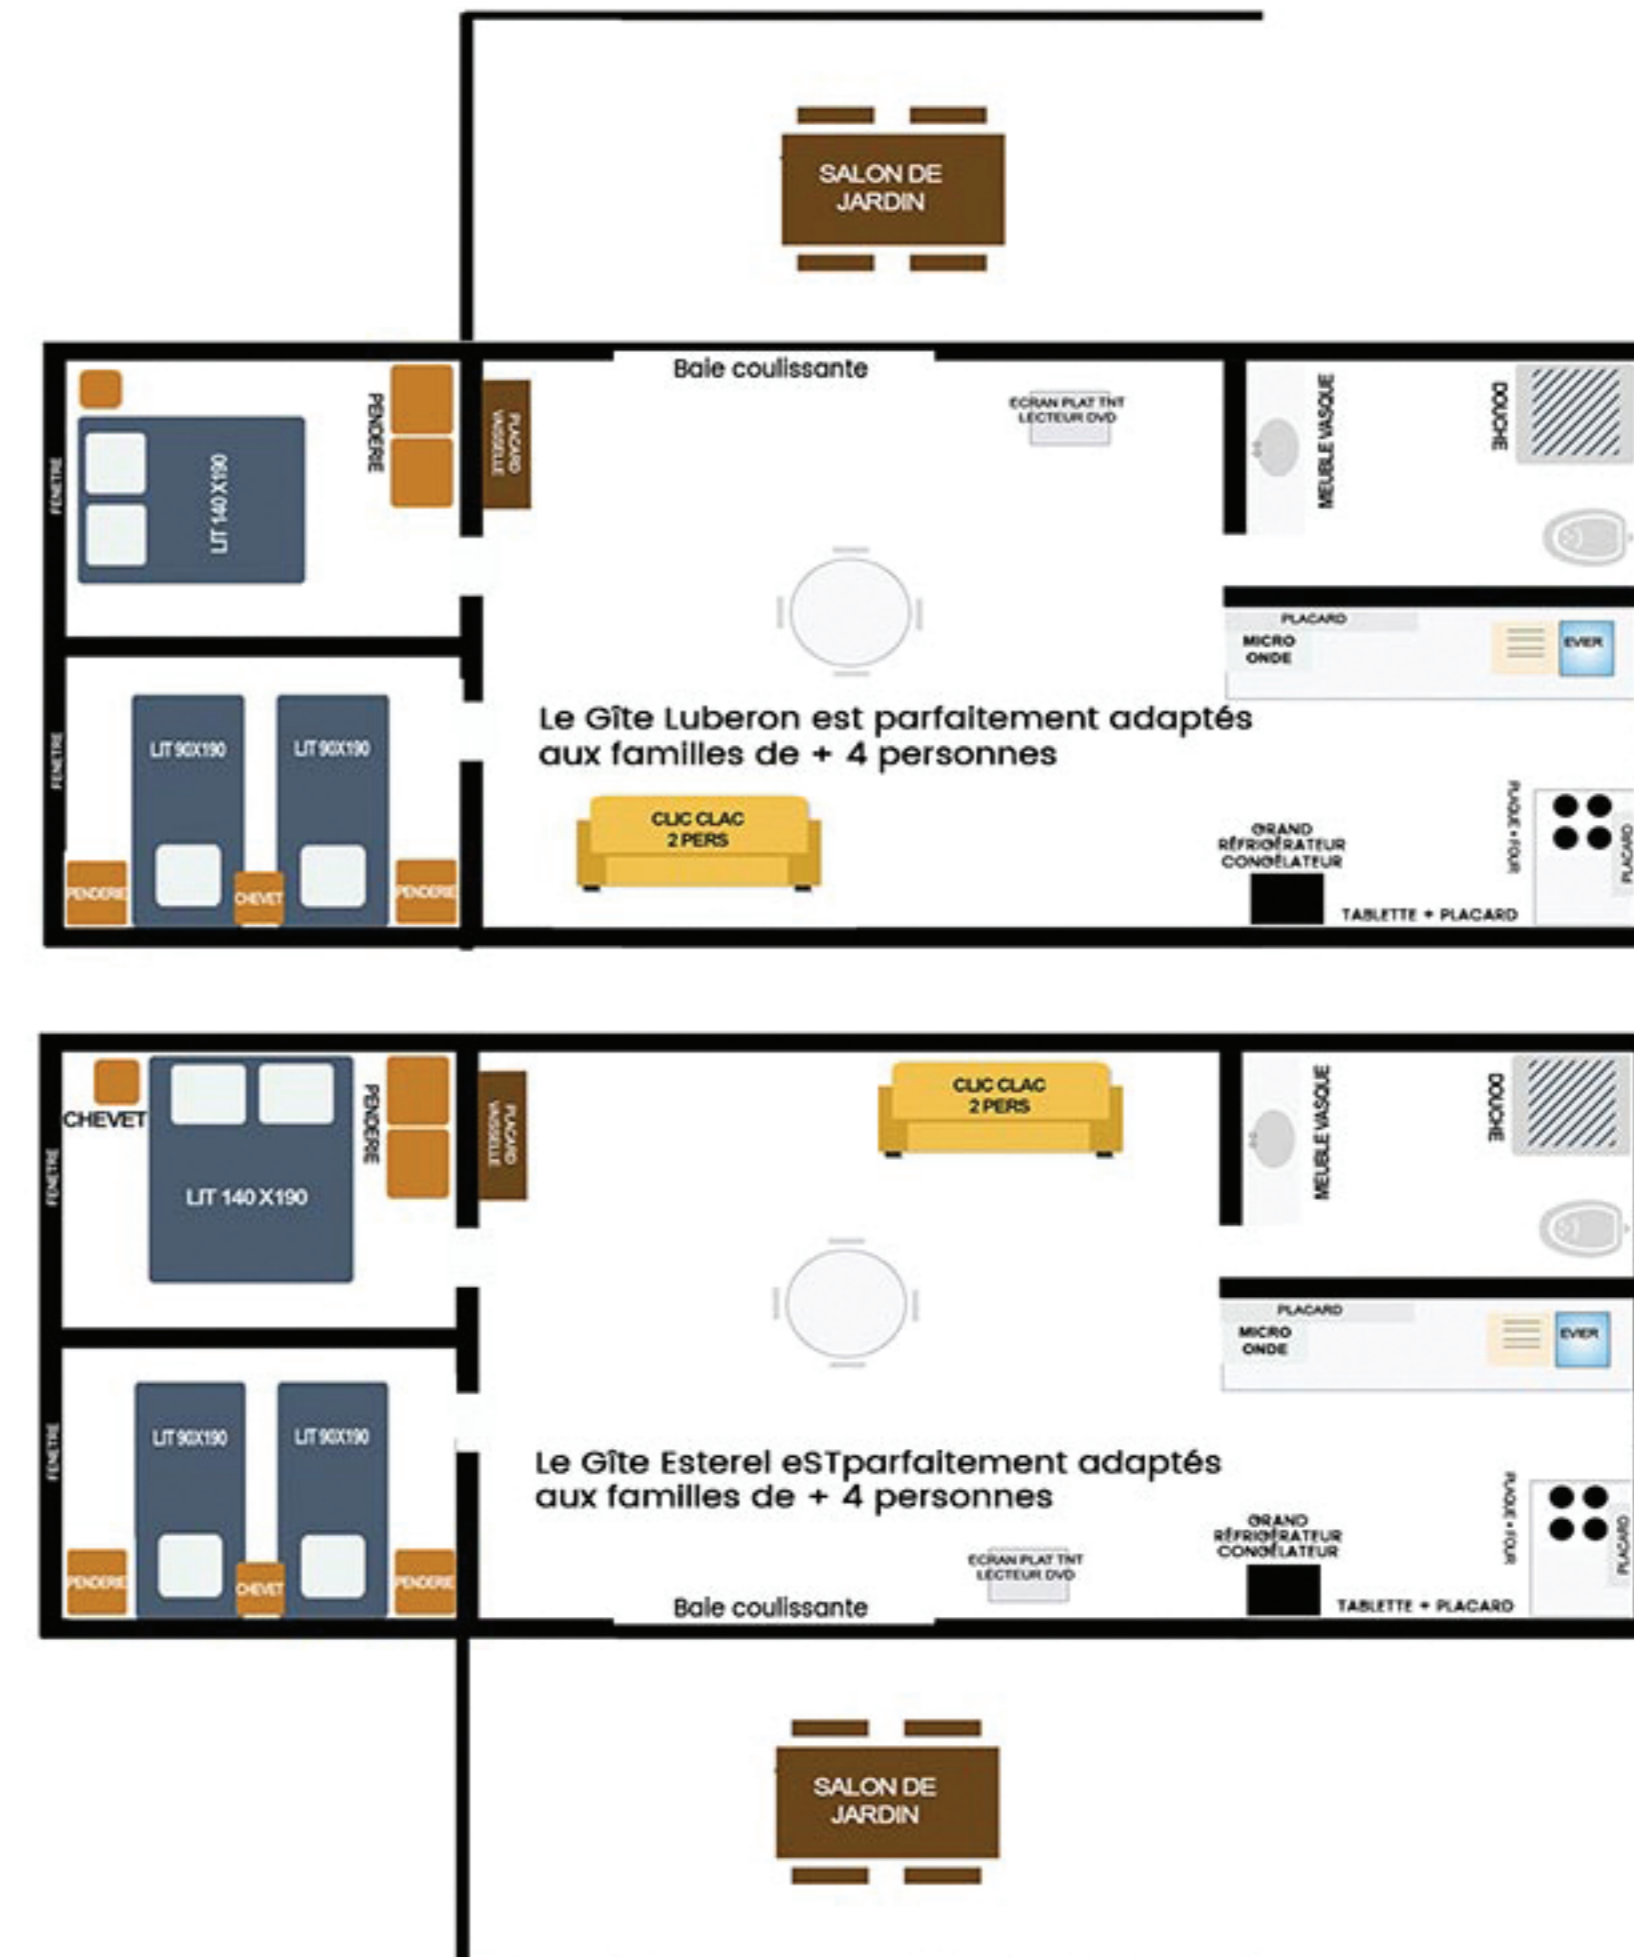 SALON DE
JARDIN
Baie coulissante
FENETRE
LIT 140 X190
PENDERIE
PLACARD
VAISSELLE
ECRAN PLAT TNT
LECTEUR DVD
MEUBLE VASQUE
DOUCHE
PLACARD
MICRO
ONDE
EVIER
Le Gîte Luberon est parfaitement adaptés
aux familles de + 4 personnes
FENETRE
LIT 90X190
LIT 90X190
PENDERIE
CHEVET
PENDERIE
CLIC CLAC
2 PERS
GRAND
RÉFRIGÉRATEUR
CONGÉLATEUR
PLAQUE + FOUR
PLACARD
TABLETTE + PLACARD
CHEVET
FENETRE
LIT 140 X190
PENDERIE
PLACARD
VAISSELLE
CLIC CLAC
2 PERS
MEUBLE VASQUE
DOUCHE
PLACARD
MICRO
ONDE
EVIER
Le Gîte Esterel eSTparfaitement adaptés
aux familles de + 4 personnes
FENETRE
LIT 90X190
LIT 90X190
PENDERIE
CHEVET
PENDERIE
ECRAN PLAT TNT
LECTEUR DVD
Baie coulissante
GRAND
RÉFRIGÉRATEUR
CONGÉLATEUR
PLAQUE + FOUR
PLACARD
TABLETTE + PLACARD
SALON DE
JARDIN